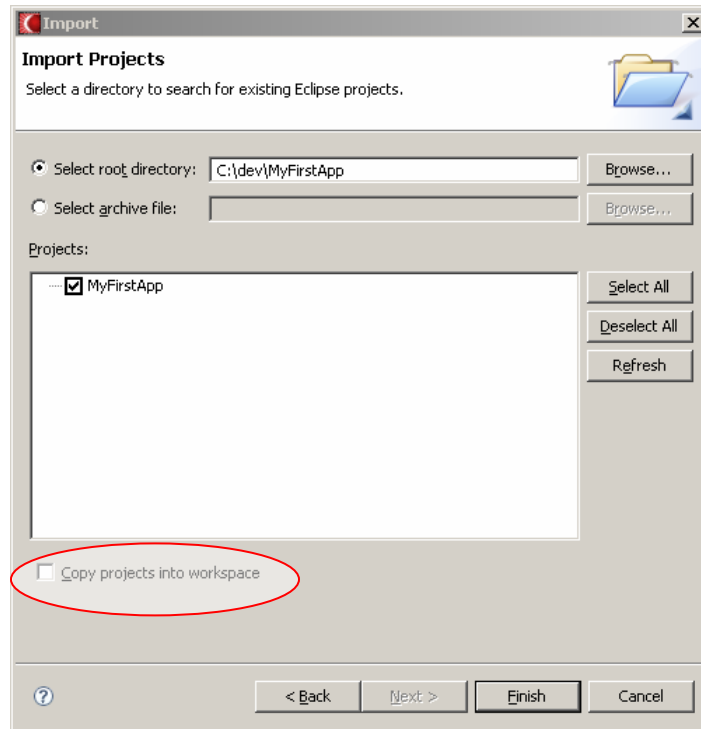 Import
Import Projects
Select a directory to search for existing Eclipse projects.
Select root directory: C:\dev\MyFirstApp Browse...
Select archive file: Browse...
Projects:
MyFirstApp
Select All
Deselect All
Refresh
Copy projects into workspace
? < Back Next > Finish Cancel